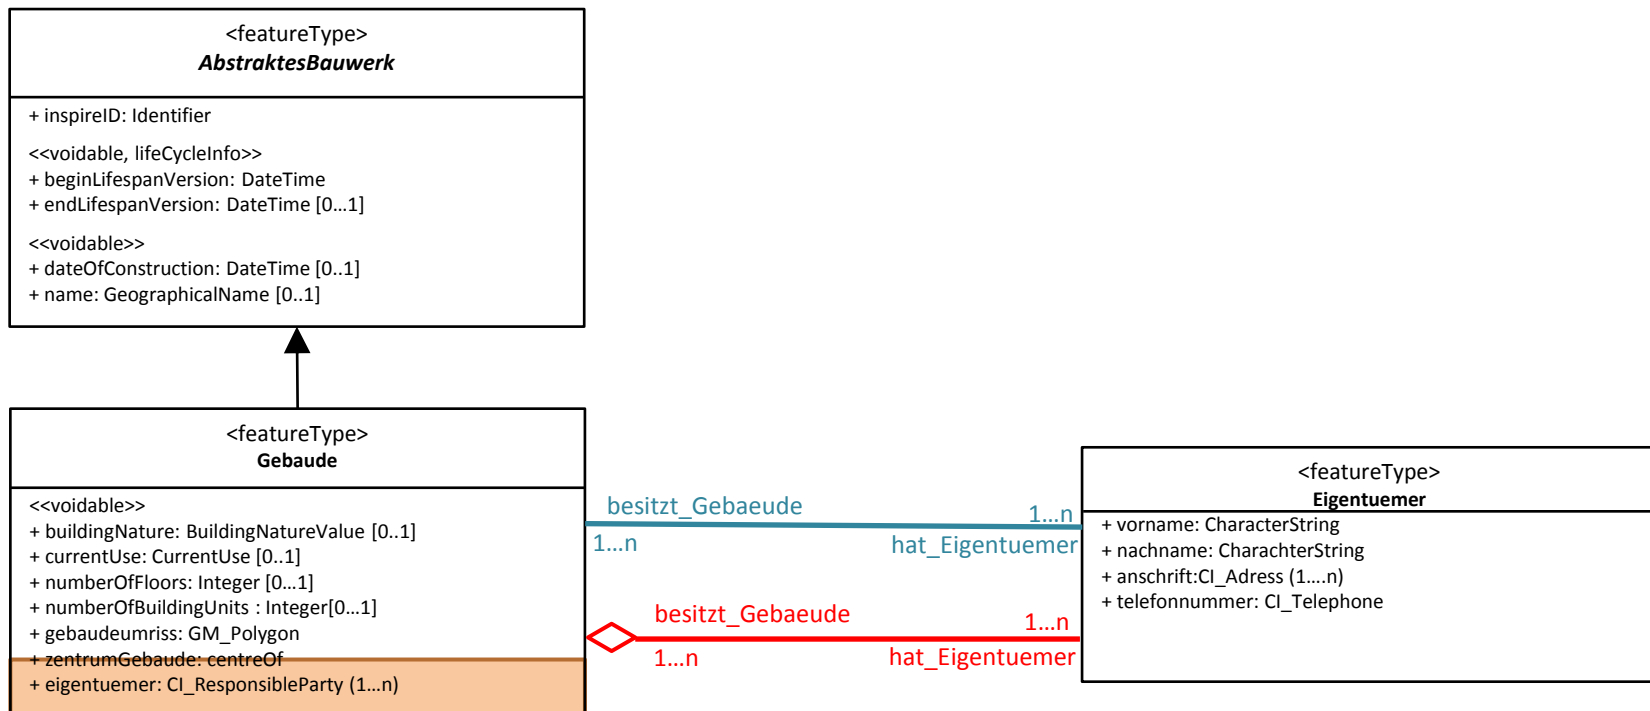 <featureType>
AbstraktesBauwerk
+ inspireID: Identifier
<<voidable, lifeCycleInfo>>
+ beginLifespanVersion: DateTime
+ endLifespanVersion: DateTime [0...1]
<<voidable>>
+ dateOfConstruction: DateTime [0..1]
+ name: GeographicalName [0..1]
<featureType>
Gebaude
<<voidable>>
+ buildingNature: BuildingNatureValue [0..1]
+ currentUse: CurrentUse [0..1]
+ numberOfFloors: Integer [0...1]
+ numberOfBuildingUnits : Integer[0...1]
+ gebaudeumriss: GM_Polygon
+ zentrumGebaude: centreOf
+ eigentuemer: CI_ResponsibleParty (1...n)
besitzt_Gebaeude
1...n
1...n
hat_Eigentuemer
besitzt_Gebaeude
1...n
1...n
hat_Eigentuemer
<featureType>
Eigentuemer
+ vorname: CharacterString
+ nachname: CharachterString
+ anschrift:CI_Adress (1....n)
+ telefonnummer: CI_Telephone